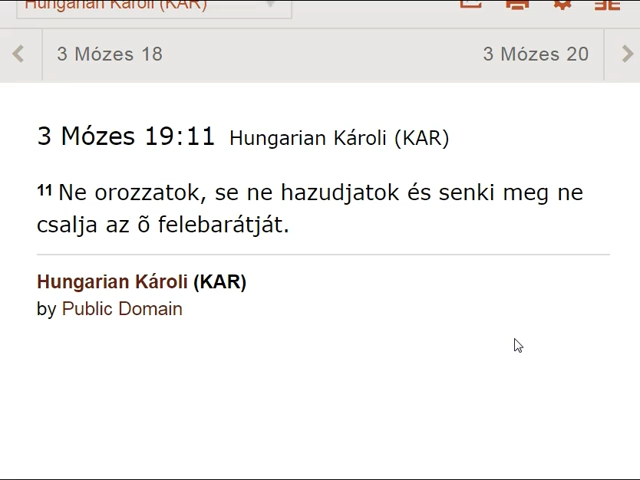 Hungarian Károli (KAR)
3 Mózes 18
3 Mózes 20
3 Mózes 19:11 Hungarian Károli (KAR)
11 Ne orozzatok, se ne hazudjatok és senki meg ne
csalja az õ felebarátját.
Hungarian Károli (KAR)
by Public Domain